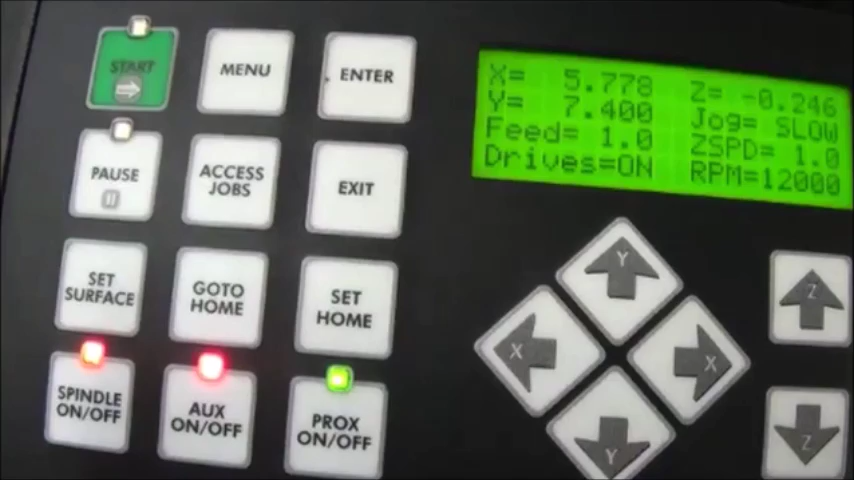 START
MENU
ENTER
PAUSE
ACCESS
JOBS
EXIT
SET
SURFACE
GOTO
HOME
SET
HOME
SPINDLE
ON/OFF
AUX
ON/OFF
PROX
ON/OFF
X= 5.778 Z= -0.246
Y= 7.400 Jog= SLOW
Feed= 1.0 ZSPD= 1.0
Drives=ON RPM=12000
Y
X
X
Y
Z
Z